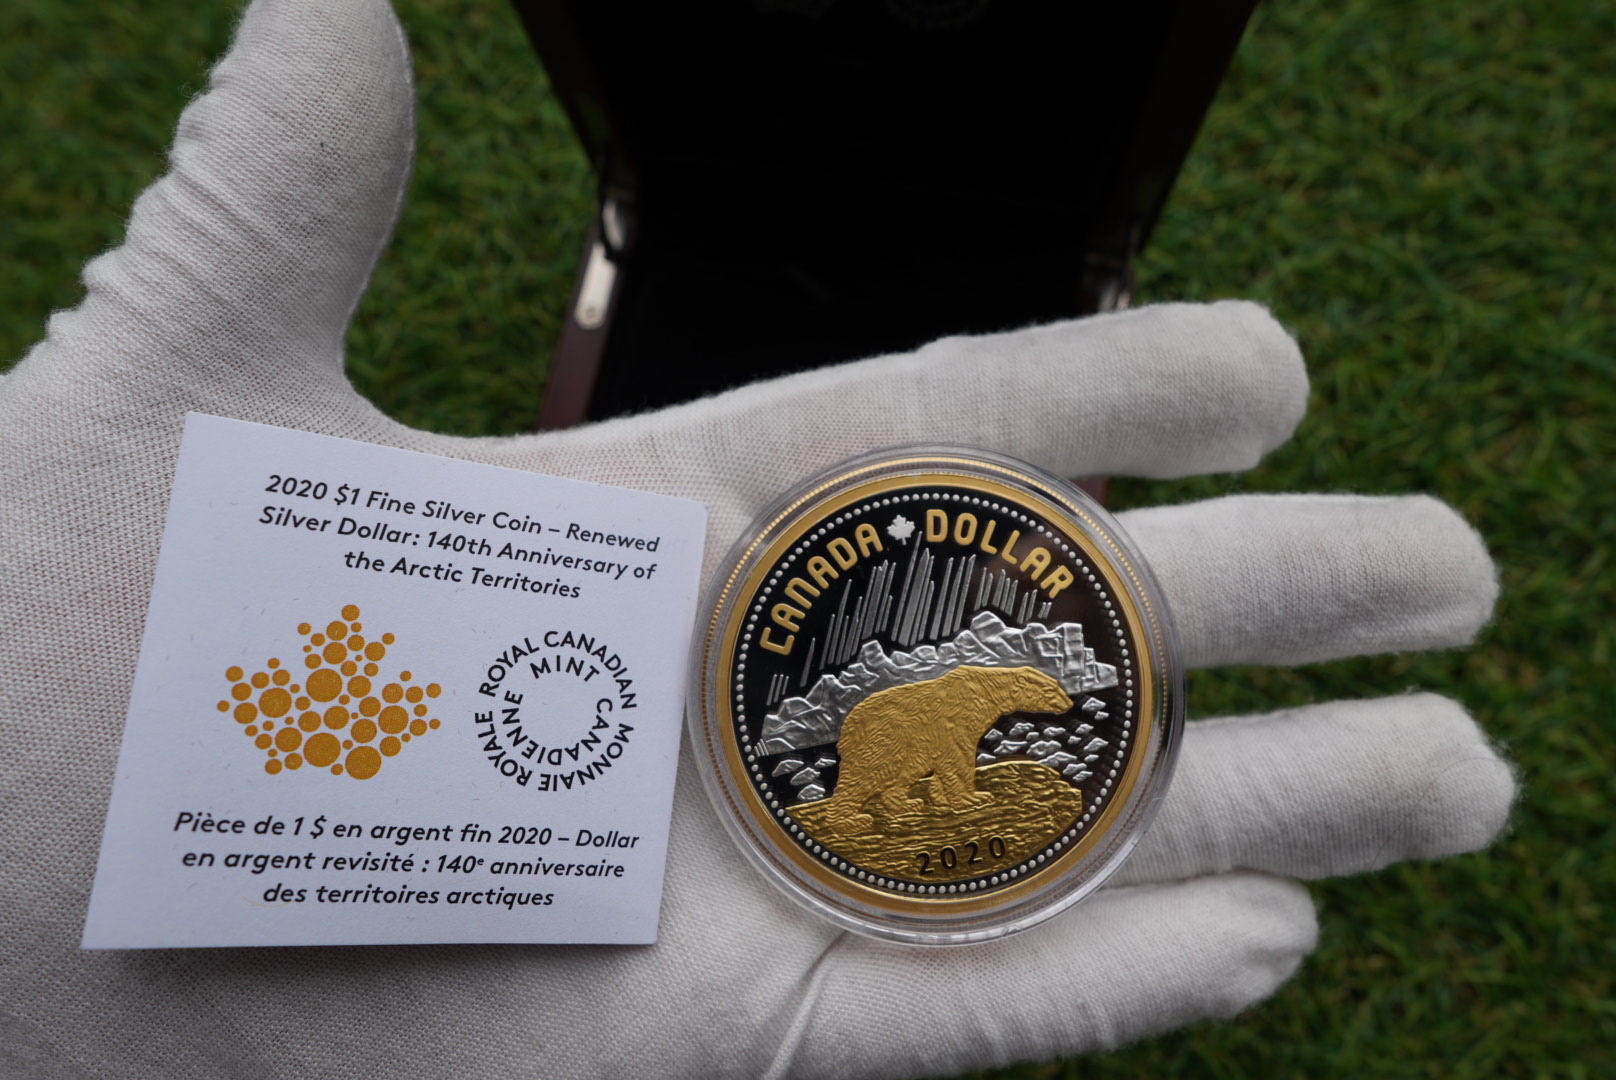 2020 $1 Fine Silver Coin – Renewed
Silver Dollar: 140th Anniversary of
the Arctic Territories
ROYAL CANADIAN MINT
MONNAIE ROYALE CANADIENNE
Pièce de 1 $ en argent fin 2020 – Dollar
en argent revisité : 140e anniversaire
des territoires arctiques
CANADA DOLLAR
2020